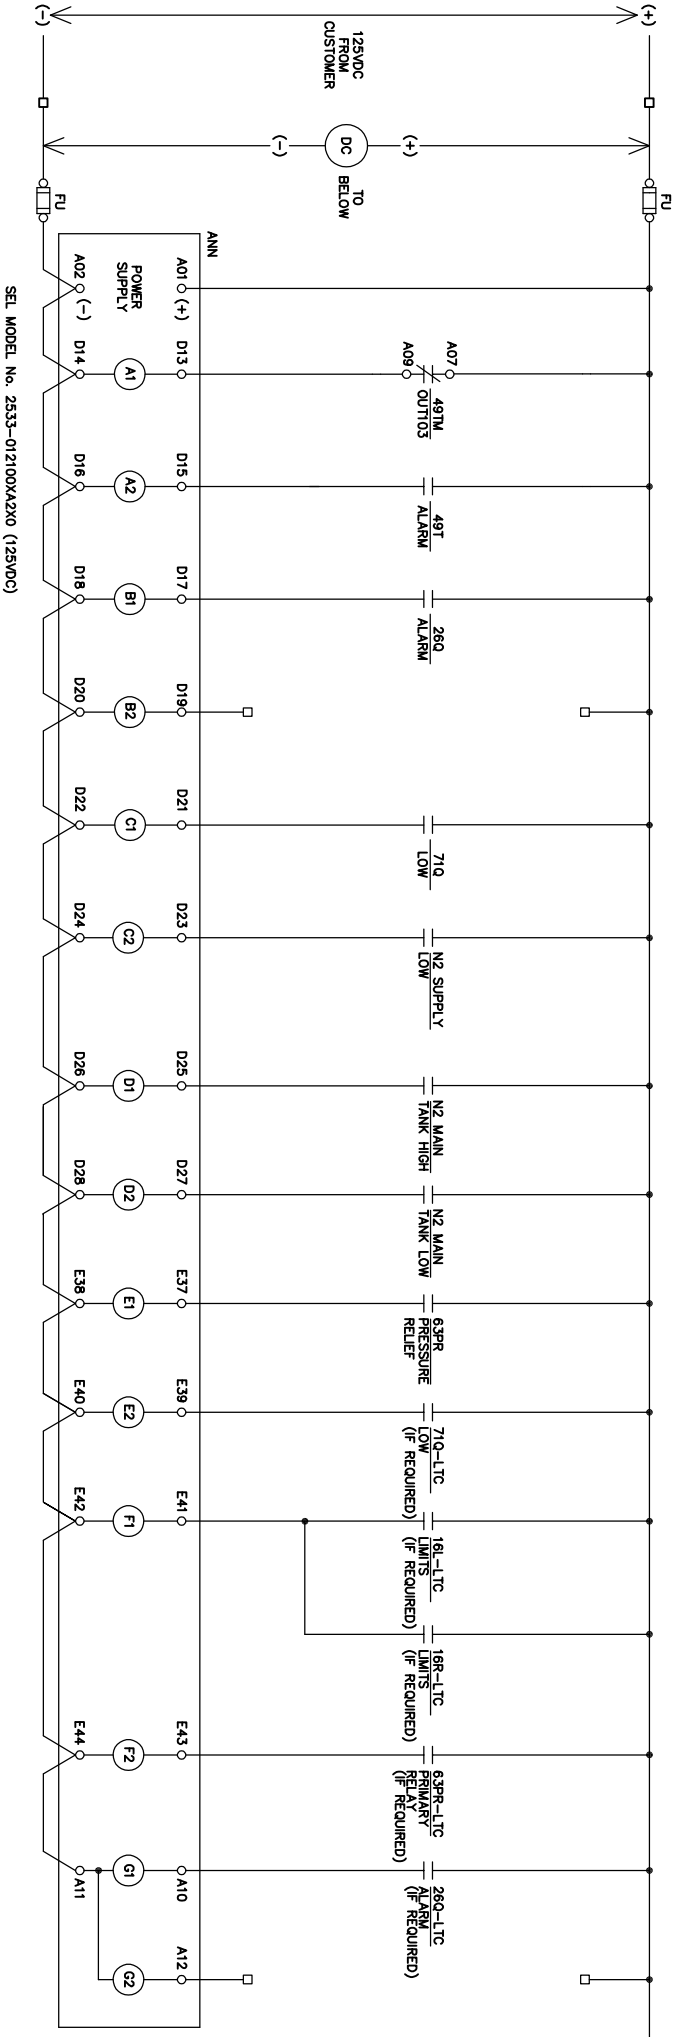 (-)
(+)
125VDC
FROM
CUSTOMER
(-)
DC
(+)
TO
BELOW
FU
FU
ANN
A02
(-)
POWER
SUPPLY
A01
(+)
D14
A1
D13
A09
A07
49TM
OUT103
D16
A2
D15
49T
ALARM
D18
B1
D17
26Q
ALARM
D20
B2
D19
D22
C1
D21
71Q
LOW
D24
C2
D23
N2 SUPPLY
LOW
D26
D1
D25
N2 MAIN
TANK HIGH
D28
D2
D27
N2 MAIN
TANK LOW
E38
E1
E37
63PR
PRESSURE
RELIEF
E40
E2
E39
71Q-LTC
LOW
(IF REQUIRED)
E42
F1
E41
16L-LTC
LIMITS
(IF REQUIRED)
16R-LTC
LIMITS
(IF REQUIRED)
E44
F2
E43
63PR-LTC
PRIMARY
RELAY
(IF REQUIRED)
A11
G1
A10
26Q-LTC
ALARM
(IF REQUIRED)
G2
A12
SEL MODEL No. 2533-012100XA2X0 (125VDC)